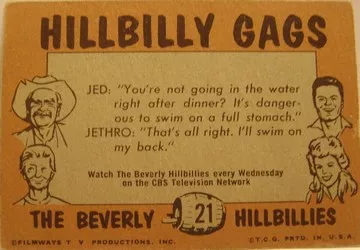 HILLBILLY GAGS
JED: "You're not going in the water
right after dinner? It's danger-
ous to swim on a full stomach."
JETHRO: "That's all right. I'll swim on
my back."
Watch The Beverly Hillbillies every Wednesday
on the CBS Television Network
THE BEVERLY 21 HILLBILLIES
©FILMWAYS T V PRODUCTIONS, INC. ©T.C.G. PRTD. IN U.S.A.